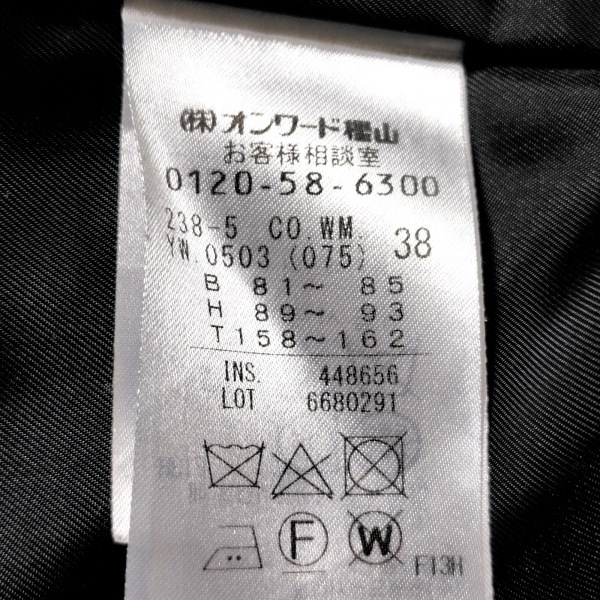 (株)オンワード樫山
お客様相談室
0120-58-6300
238-5 CO.WM. 38
YW.0503(075)
B 81~ 85
H 89~ 93
T158~162
INS. 448656
LOT 6680291
F
W
F13H